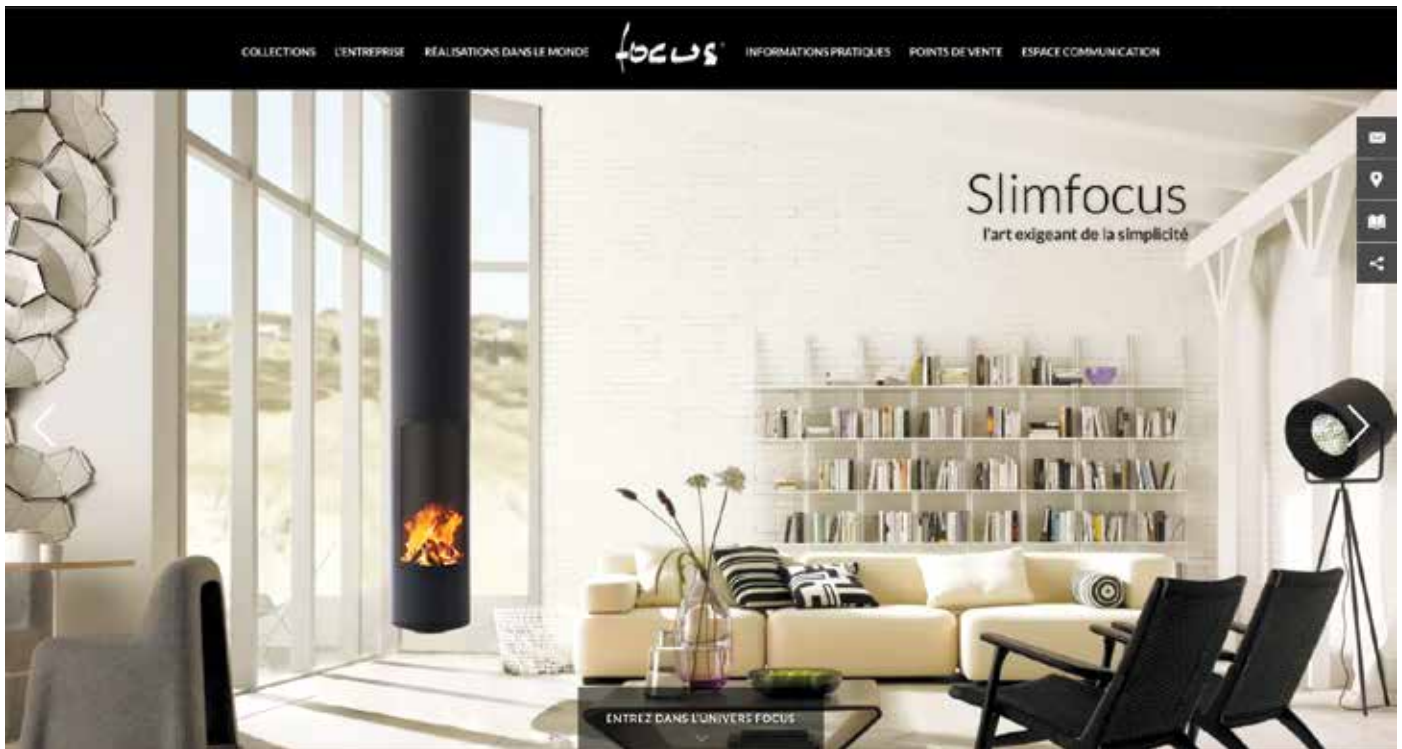 COLLECTIONS L'ENTREPRISE RÉALISATIONS DANS LE MONDE focus INFORMATIONS PRATIQUES POINTS DE VENTE ESPACE COMMUNICATION
Slimfocus
l'art exigeant de la simplicité
ENTREZ DANS L'UNIVERS FOCUS